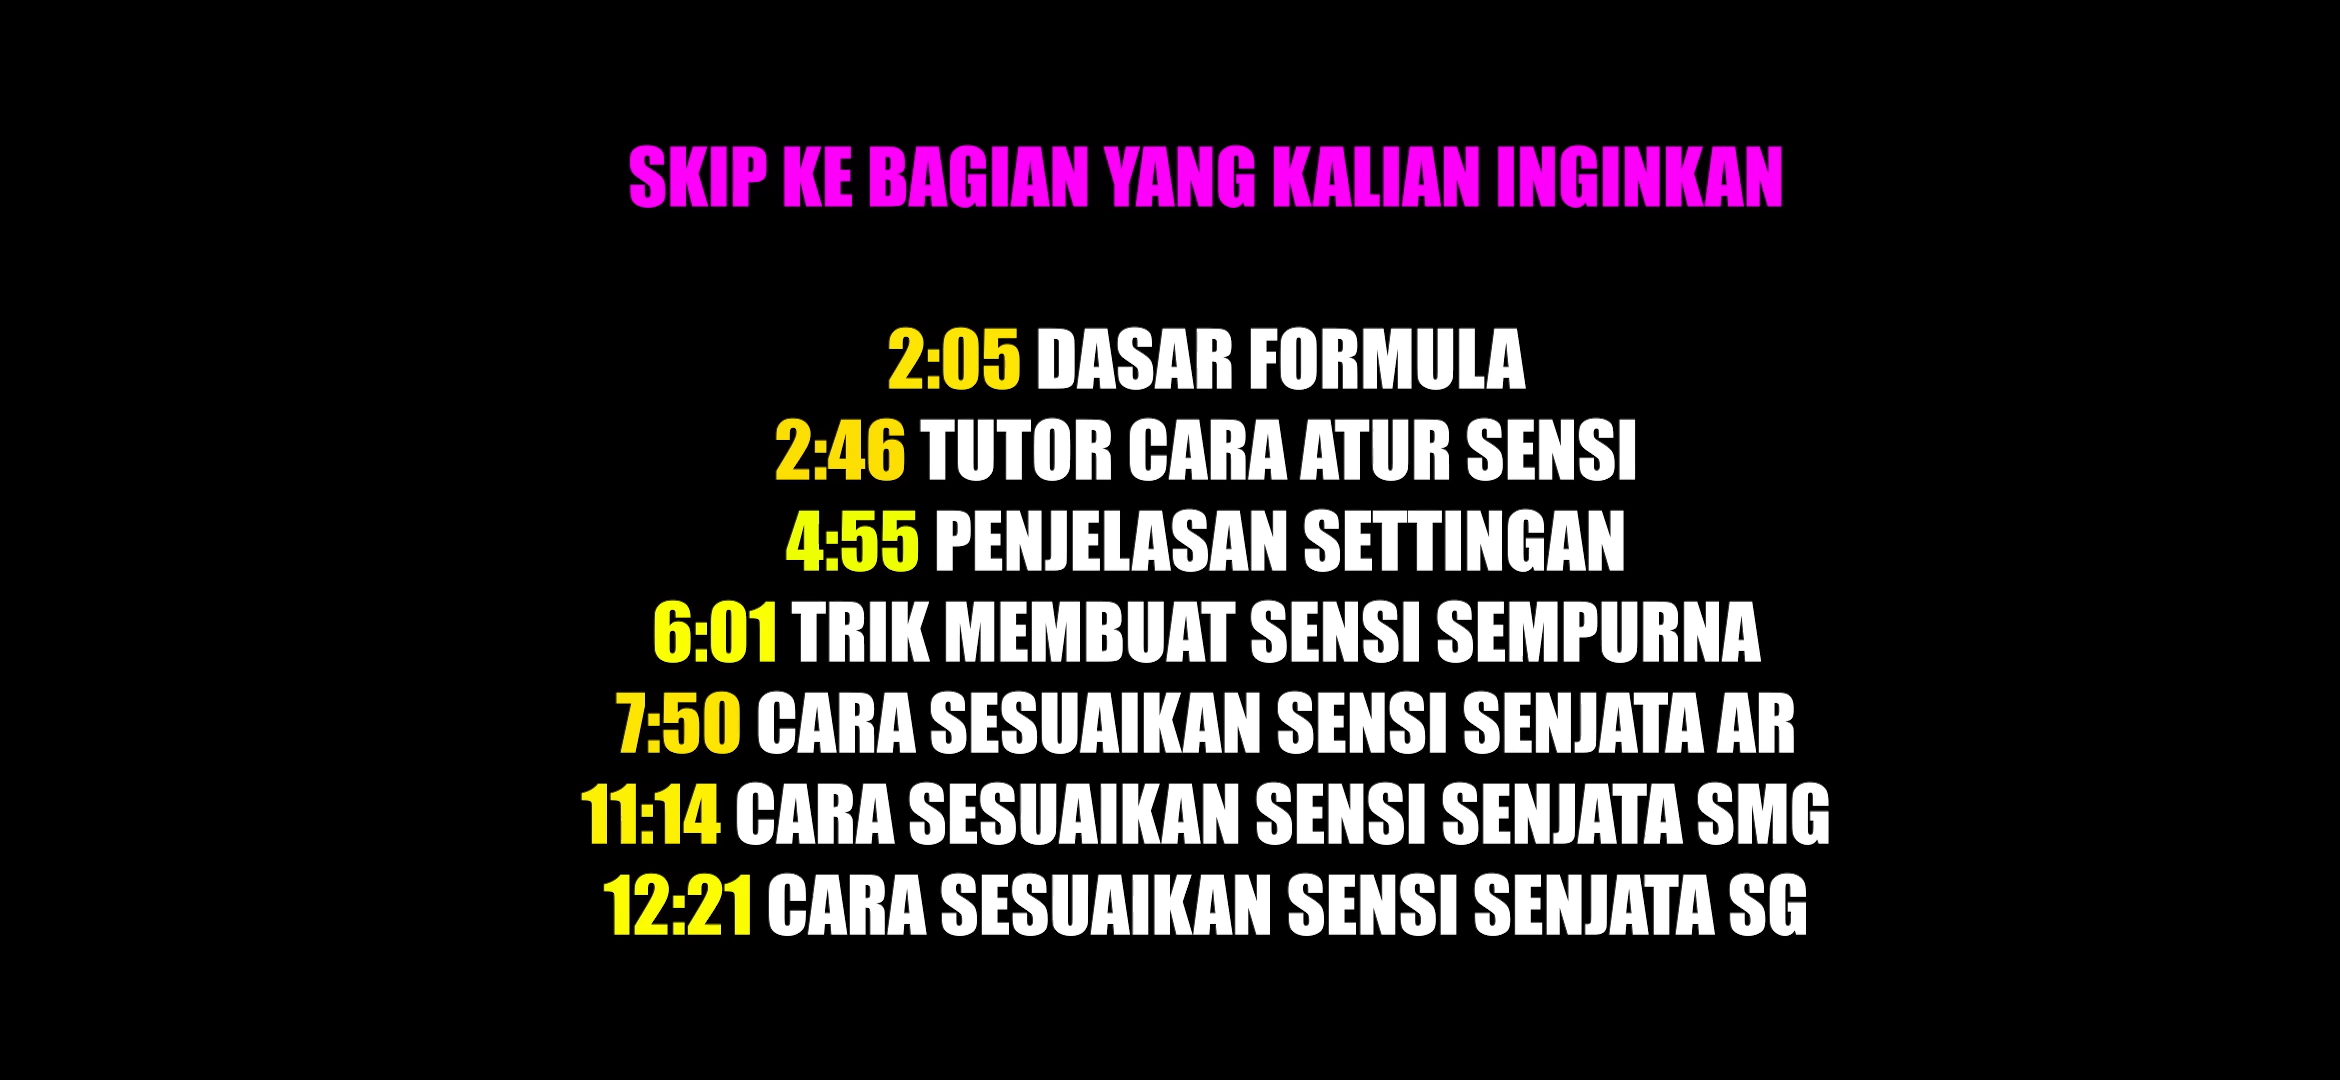 SKIP KE BAGIAN YANG KALIAN INGINKAN
2:05 DASAR FORMULA
2:46 TUTOR CARA ATUR SENSI
4:55 PENJELASAN SETTINGAN
6:01 TRIK MEMBUAT SENSI SEMPURNA
7:50 CARA SESUAIKAN SENSI SENJATA AR
11:14 CARA SESUAIKAN SENSI SENJATA SMG
12:21 CARA SESUAIKAN SENSI SENJATA SG